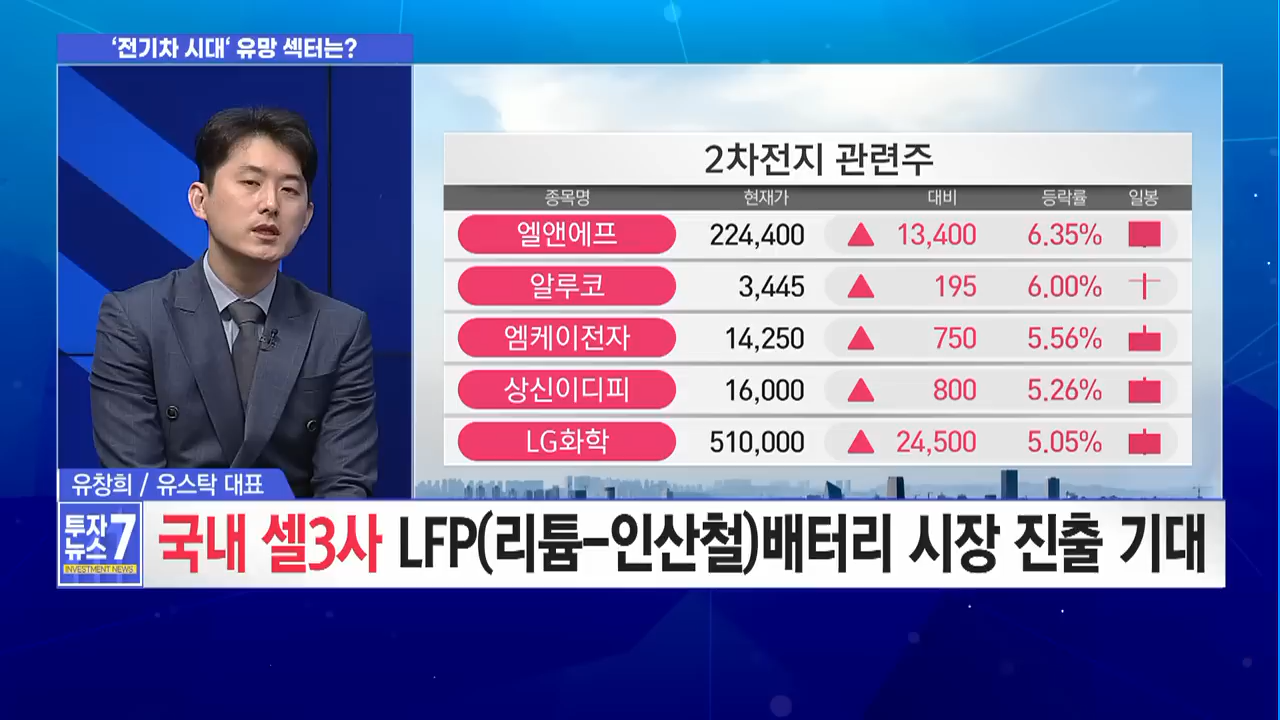 ‘전기차 시대‘ 유망 섹터는?
2차전지 관련주
종목명 현재가 대비 등락률 일봉
엘앤에프 224,400 ▲ 13,400 6.35%
알루코 3,445 ▲ 195 6.00%
엠케이전자 14,250 ▲ 750 5.56%
상신이디피 16,000 ▲ 800 5.26%
LG화학 510,000 ▲ 24,500 5.05%
유창희 / 유스탁 대표
투자
뉴스 7
INVESTMENT NEWS
국내 셀3사 LFP(리튬-인산철)배터리 시장 진출 기대